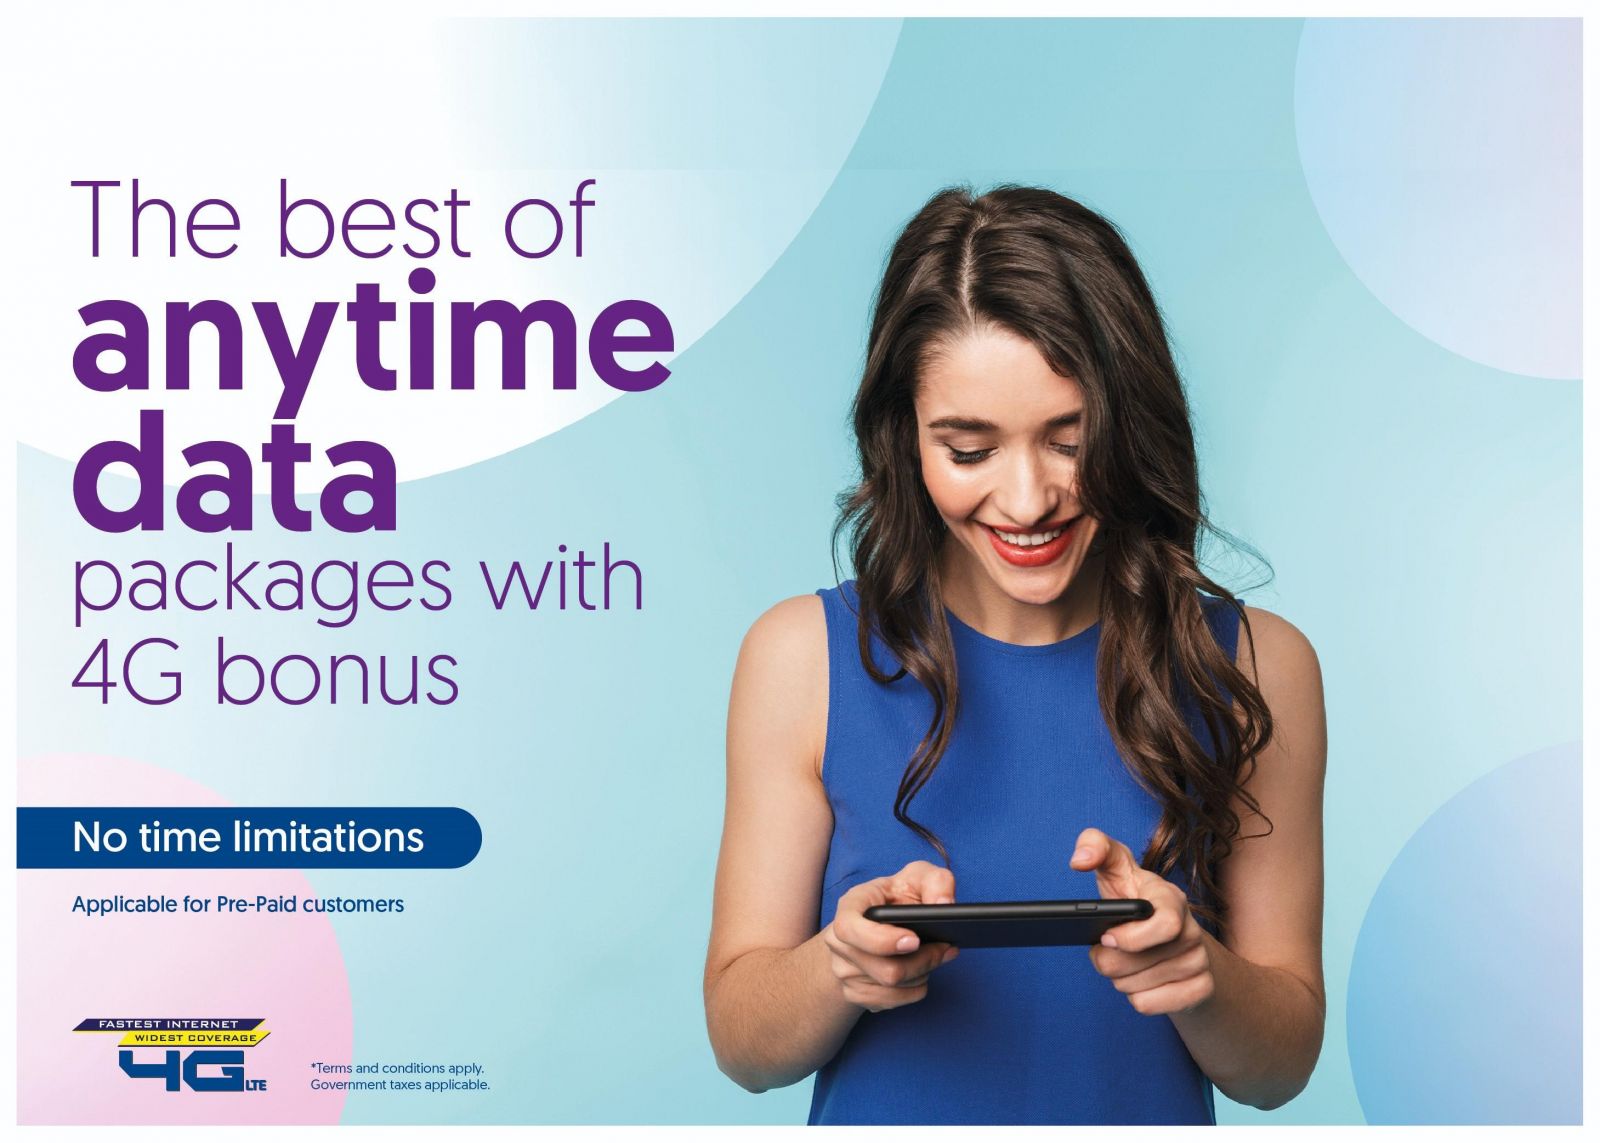 The best of
anytime
data
packages with
4G bonus
No time limitations
Applicable for Pre-Paid customers
FASTEST INTERNET
WIDEST COVERAGE
4G LTE
*Terms and conditions apply.
Government taxes applicable.